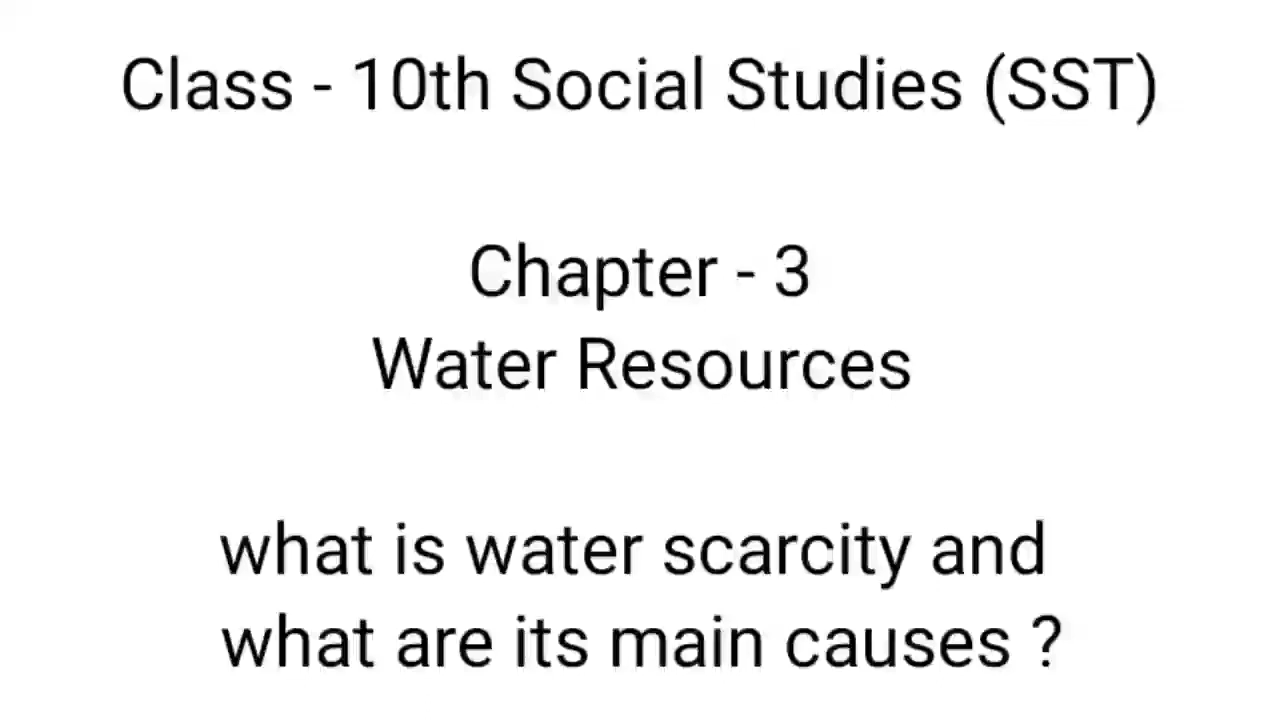 Class - 10th Social Studies (SST)
Chapter - 3
Water Resources
what is water scarcity and
what are its main causes ?